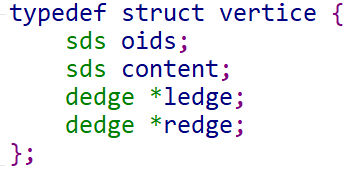 typedef struct vertice {
    sds oids;
    sds content;
    dedge *ledge;
    dedge *redge;
};